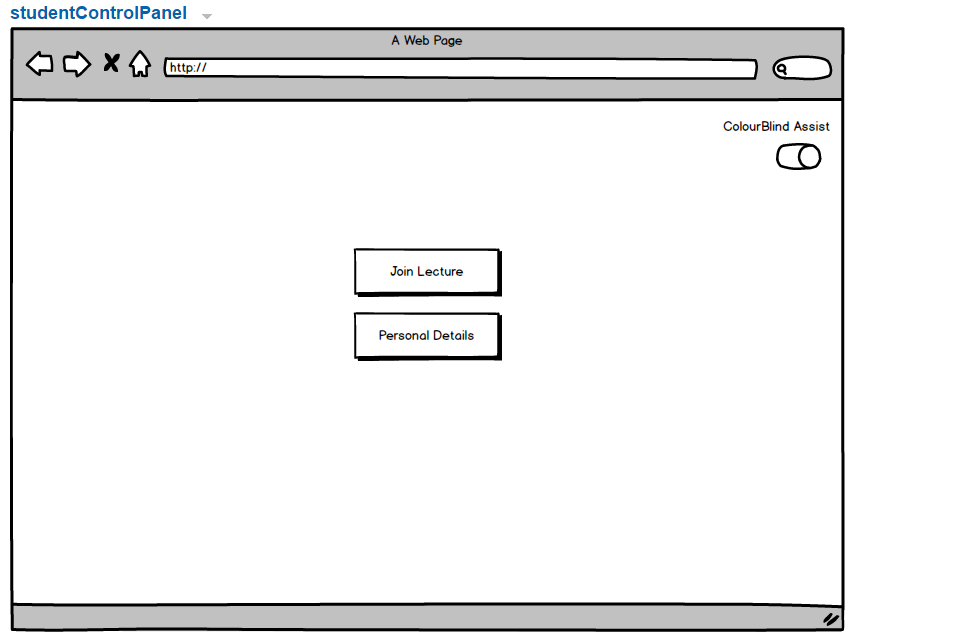 studentControlPanel
A Web Page
http://
ColourBlind Assist
Join Lecture
Personal Details